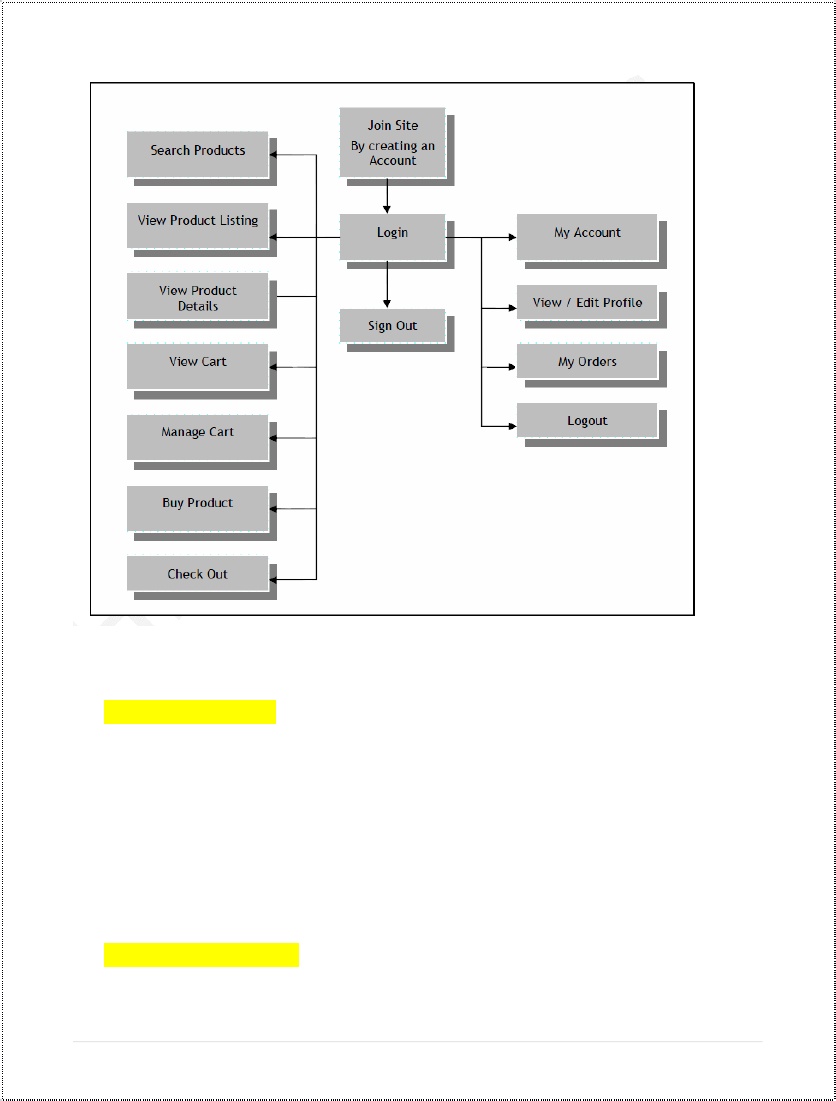 Join Site
By creating an
Account
Search Products
View Product Listing
Login
My Account
View Product
Details
View / Edit Profile
Sign Out
View Cart
My Orders
Manage Cart
Logout
Buy Product
Check Out